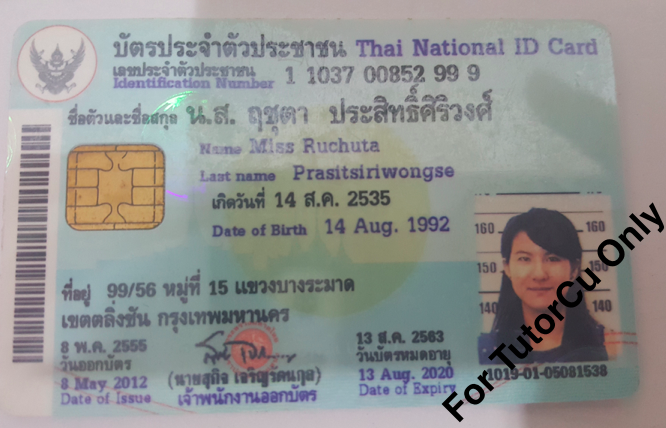 บัตรประจำตัวประชาชน Thai National ID Card
เลขประจำตัวประชาชน 1 1037 00852 99 9
Identification Number
ชื่อตัวและชื่อสกุล น.ส. ฤชุตา ประสิทธิ์ศิริวงศ์
Name Miss Ruchuta
Last name Prasitsiriwongse
เกิดวันที่ 14 ส.ค. 2535
Date of Birth 14 Aug. 1992
160 160
150 150
140 140
ที่อยู่ 99/56 หมู่ที่ 15 แขวงบางระมาด
เขตตลิ่งชัน กรุงเทพมหานคร
8 พ.ค. 2555
วันออกบัตร
8 May 2012
Date of Issue
(นายสุกิจ เจริญรัตนกุล)
เจ้าพนักงานออกบัตร
13 ส.ค. 2563
วันบัตรหมดอายุ
13 Aug. 2020
Date of Expiry
1019-01-05081538
For TutorCu Only